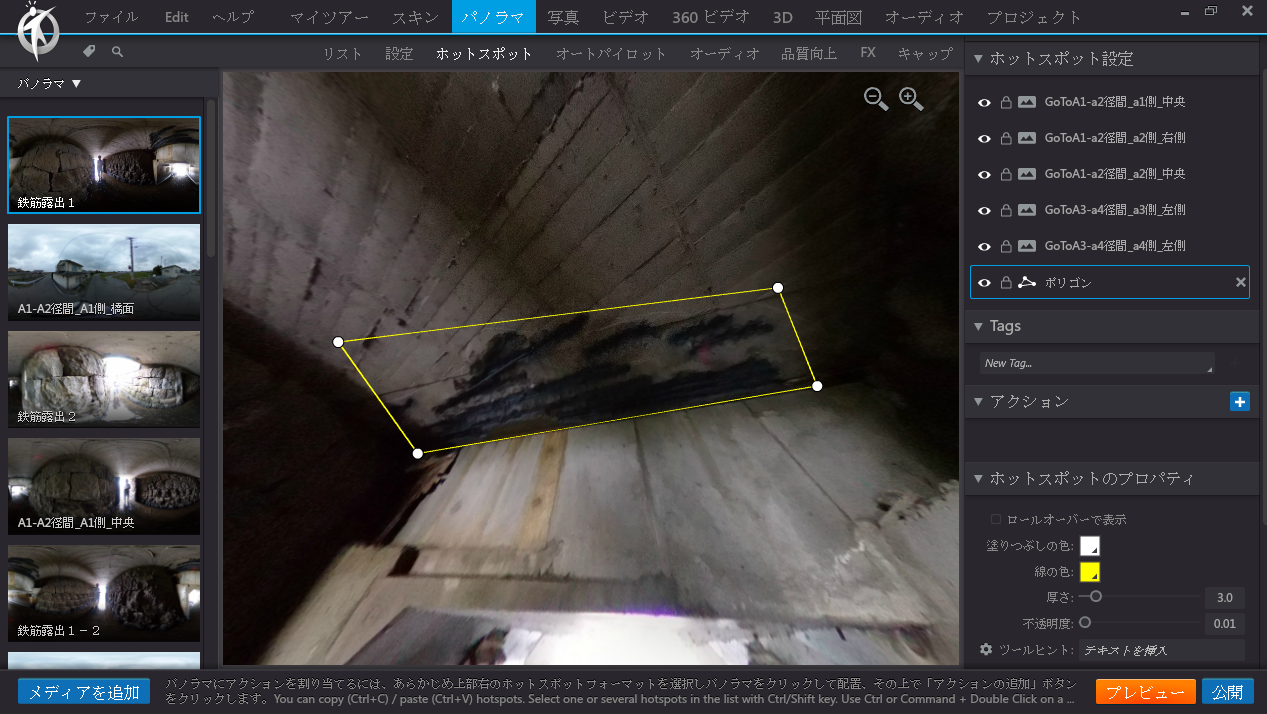 ファイル Edit ヘルプ マイツアー スキン パノラマ 写真 ビデオ 360 ビデオ 3D 平面図 オーディオ プロジェクト
リスト 設定 ホットスポット オートパイロット オーディオ 品質向上 FX キャップ
パノラマ ▼
鉄筋露出１
A1-A2径間_A1側_橋面
鉄筋露出２
A1-A2径間_A1側_中央
鉄筋露出１－２
ホットスポット設定
GoToA1-a2径間_a1側_中央
GoToA1-a2径間_a2側_右側
GoToA1-a2径間_a2側_中央
GoToA3-a4径間_a3側_左側
GoToA3-a4径間_a4側_左側
ポリゴン
Tags
New Tag...
アクション
ホットスポットのプロパティ
ロールオーバーで表示
塗りつぶしの色:
線の色:
厚さ: 3.0
不透明度: 0.01
ツールヒント: テキストを挿入
メディアを追加
パノラマにアクションを割り当てるには、あらかじめ上部右のホットスポットフォーマットを選択しパノラマをクリックして配置、その上で「アクションの追加」ボタン
をクリックします。You can copy (Ctrl+C) / paste (Ctrl+V) hotspots. Select one or several hotspots in the list with Ctrl/Shift key. Use Ctrl or Command + Double Click on a ...
プレビュー 公開